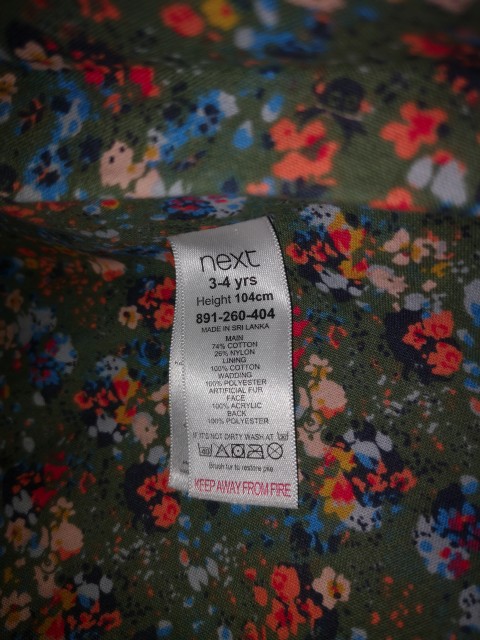 next
3-4 yrs
Height 104cm
891-260-404
MADE IN SRI LANKA
MAIN
74% COTTON
26% NYLON
LINING
100% COTTON
WADDING
100% POLYESTER
ARTIFICIAL FUR
FACE
100% ACRYLIC
BACK
100% POLYESTER
IF IT'S NOT DIRTY WASH AT
Brush fur to restore pile
KEEP AWAY FROM FIRE